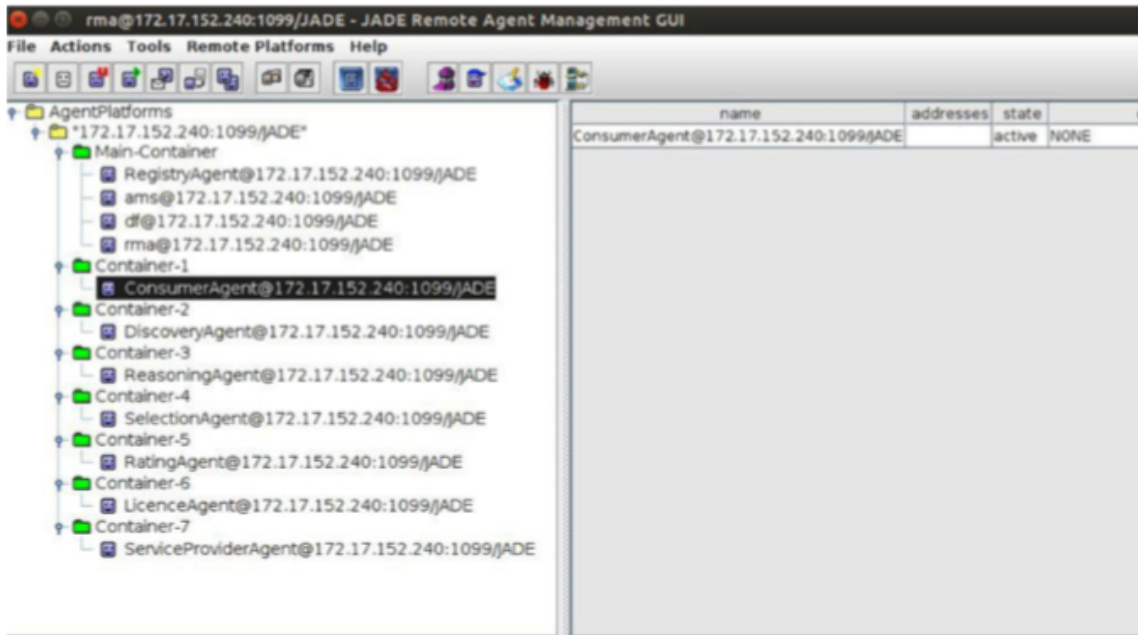 rma@172.17.152.240:1099/JADE - JADE Remote Agent Management GUI
File Actions Tools Remote Platforms Help
AgentPlatforms
"172.17.152.240:1099/JADE"
Main-Container
RegistryAgent@172.17.152.240:1099/JADE
ams@172.17.152.240:1099/JADE
df@172.17.152.240:1099/JADE
rma@172.17.152.240:1099/JADE
Container-1
ConsumerAgent@172.17.152.240:1099/JADE
Container-2
DiscoveryAgent@172.17.152.240:1099/JADE
Container-3
ReasoningAgent@172.17.152.240:1099/JADE
Container-4
SelectionAgent@172.17.152.240:1099/JADE
Container-5
RatingAgent@172.17.152.240:1099/JADE
Container-6
LicenceAgent@172.17.152.240:1099/JADE
Container-7
ServiceProviderAgent@172.17.152.240:1099/JADE
name addresses state
ConsumerAgent@172.17.152.240:1099/JADE active NONE